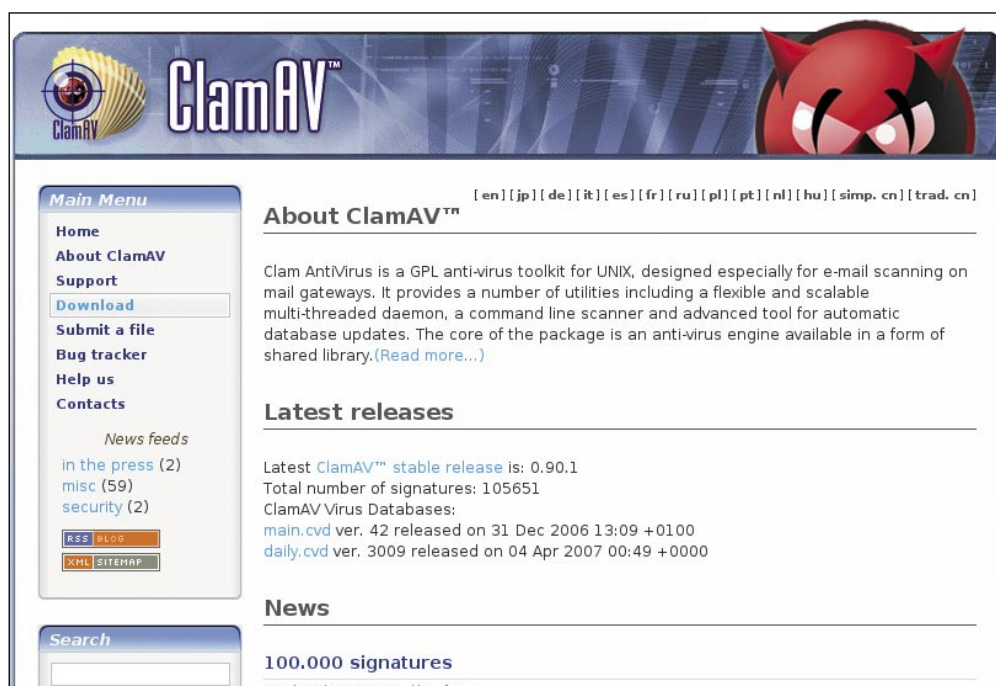 ClamAV
ClamAV™
Main Menu
Home
About ClamAV
Support
Download
Submit a file
Bug tracker
Help us
Contacts
News feeds
in the press (2)
misc (59)
security (2)
RSS BLOG
XML SITEMAP
Search
[en][jp][de][it][es][fr][ru][pl][pt][nl][hu][simp. cn][trad. cn]
About ClamAV™
Clam AntiVirus is a GPL anti-virus toolkit for UNIX, designed especially for e-mail scanning on
mail gateways. It provides a number of utilities including a flexible and scalable
multi-threaded daemon, a command line scanner and advanced tool for automatic
database updates. The core of the package is an anti-virus engine available in a form of
shared library.(Read more...)
Latest releases
Latest ClamAV™ stable release is: 0.90.1
Total number of signatures: 105651
ClamAV Virus Databases:
main.cvd ver. 42 released on 31 Dec 2006 13:09 +0100
daily.cvd ver. 3009 released on 04 Apr 2007 00:49 +0000
News
100.000 signatures